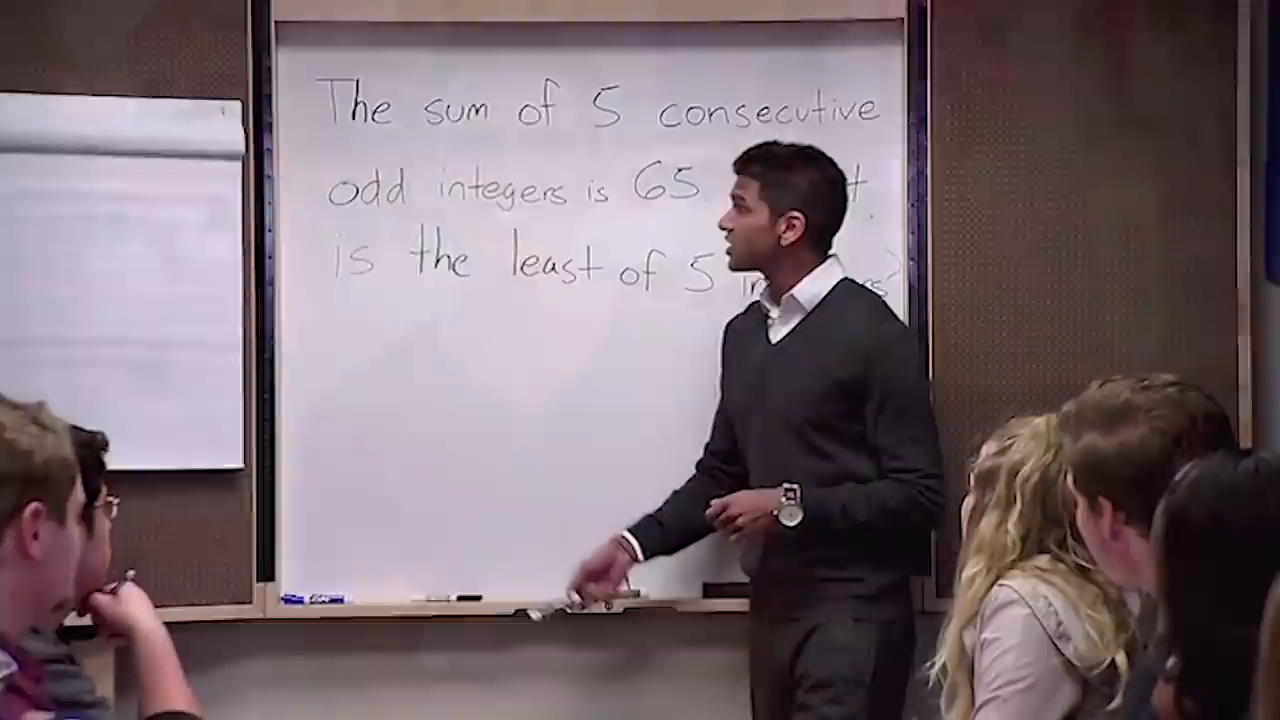 The sum of 5 consecutive
odd integers is 65
is the least of 5